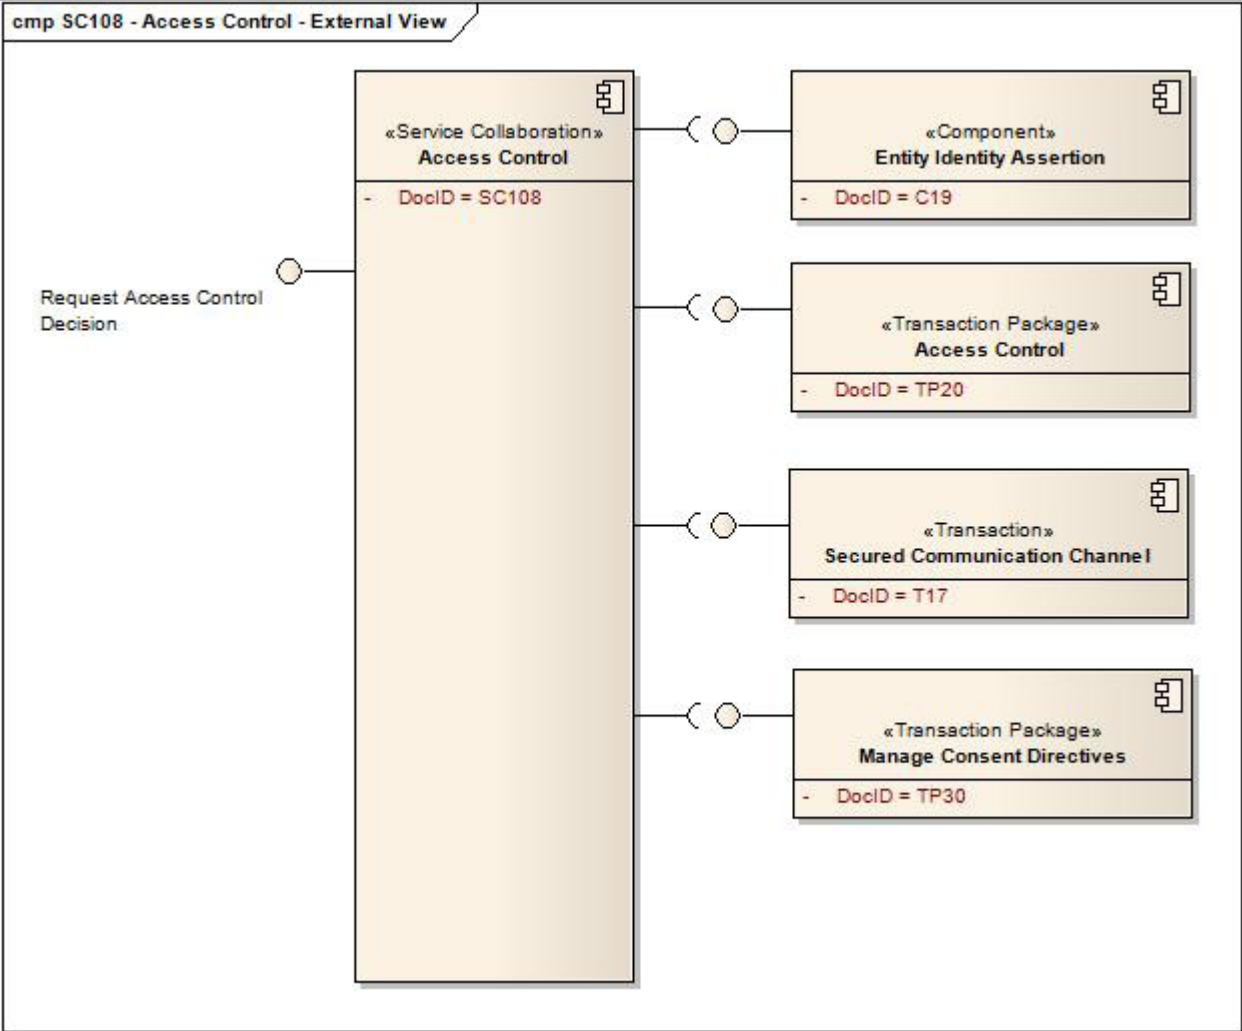 cmp SC108 - Access Control - External View
«Service Collaboration»
Access Control
- DocID = SC108
Request Access Control
Decision
«Component»
Entity Identity Assertion
- DocID = C19
«Transaction Package»
Access Control
- DocID = TP20
«Transaction»
Secured Communication Channel
- DocID = T17
«Transaction Package»
Manage Consent Directives
- DocID = TP30